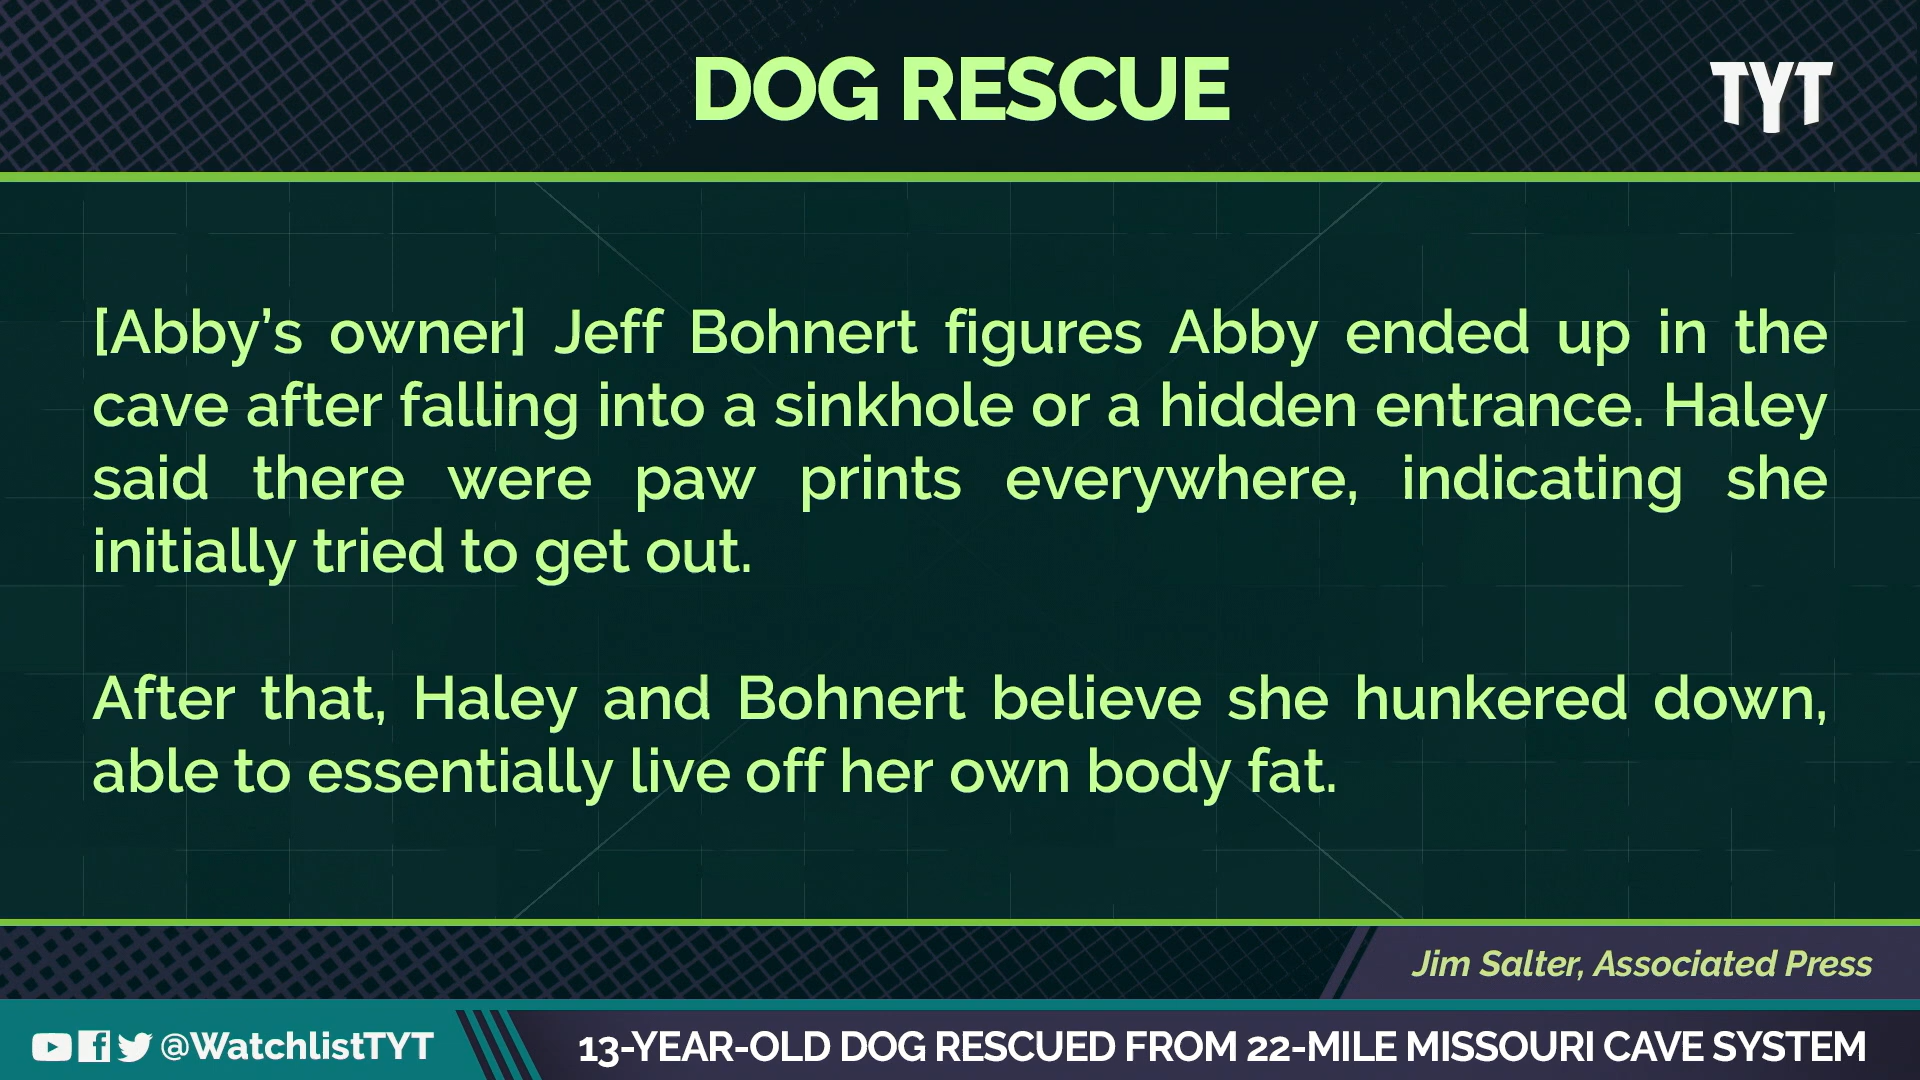 DOG RESCUE
TYT
[Abby’s owner] Jeff Bohnert figures Abby ended up in the
cave after falling into a sinkhole or a hidden entrance. Haley
said there were paw prints everywhere, indicating she
initially tried to get out.
After that, Haley and Bohnert believe she hunkered down,
able to essentially live off her own body fat.
Jim Salter, Associated Press
@WatchlistTYT
13-YEAR-OLD DOG RESCUED FROM 22-MILE MISSOURI CAVE SYSTEM